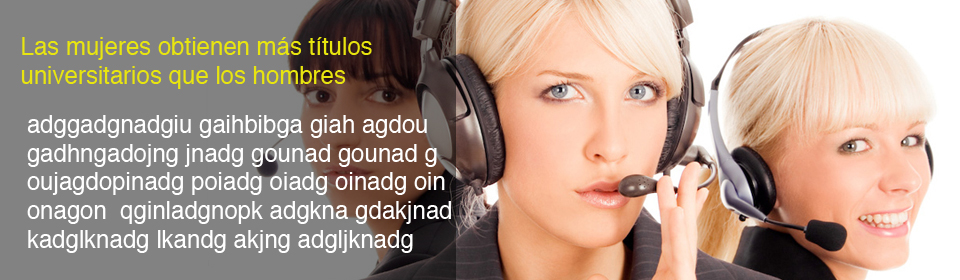 Las mujeres obtienen más títulos
universitarios que los hombres
adggadgnadgiu gaihbibga giah agdou
gadhngadojng jnadg gounad gounad g
oujagdopinadg poiadg oiadg oinadg oin
onagon  qginladgnopk adgkna gdakjnad
kadglknadg lkandg akjng adgljknadg